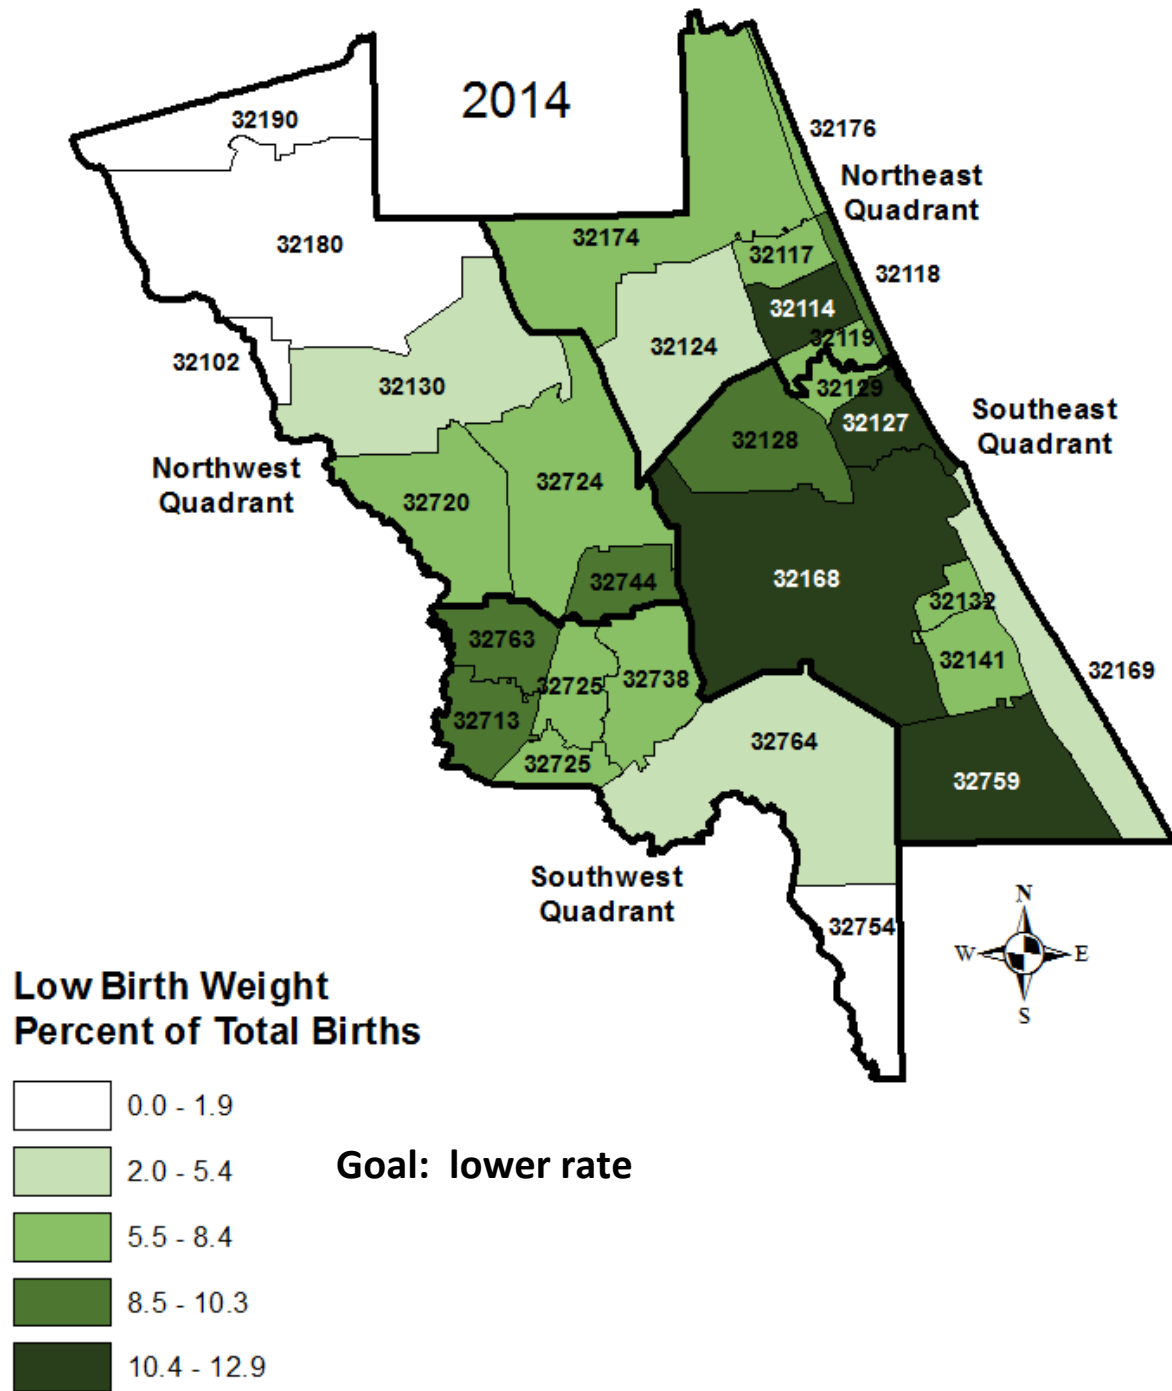 2014
32190
32176
Northeast
Quadrant
32180
32174
32117
32118
32114
32102
32124
32119
32130
32129
Southeast
Quadrant
32127
32128
Northwest
Quadrant
32720
32724
32168
32744
32132
32763
32141
32169
32725
32738
32713
32764
32725
32759
Southwest
Quadrant
32754
N
W
E
S
Low Birth Weight
Percent of Total Births
0.0 - 1.9
2.0 - 5.4
Goal: lower rate
5.5 - 8.4
8.5 - 10.3
10.4 - 12.9